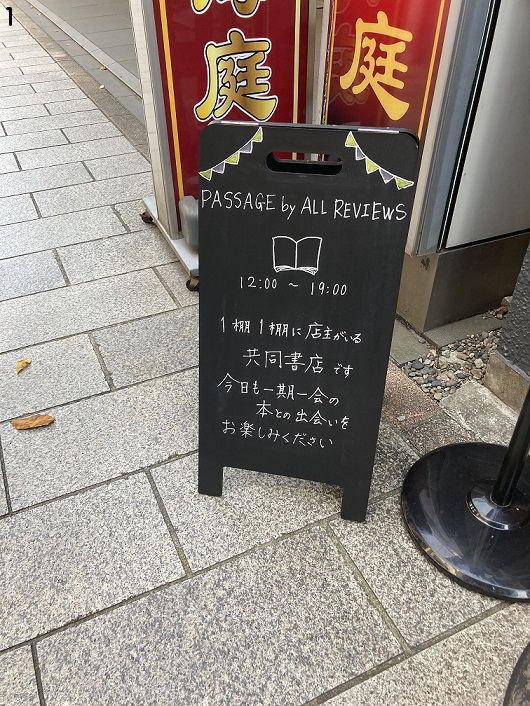 1
庭
庭
PASSAGE by ALL REVIEWS
12:00 ~ 19:00
1棚1棚に店主がいる
共同書店です
今日も一期一会の
本との出会いを
お楽しみください